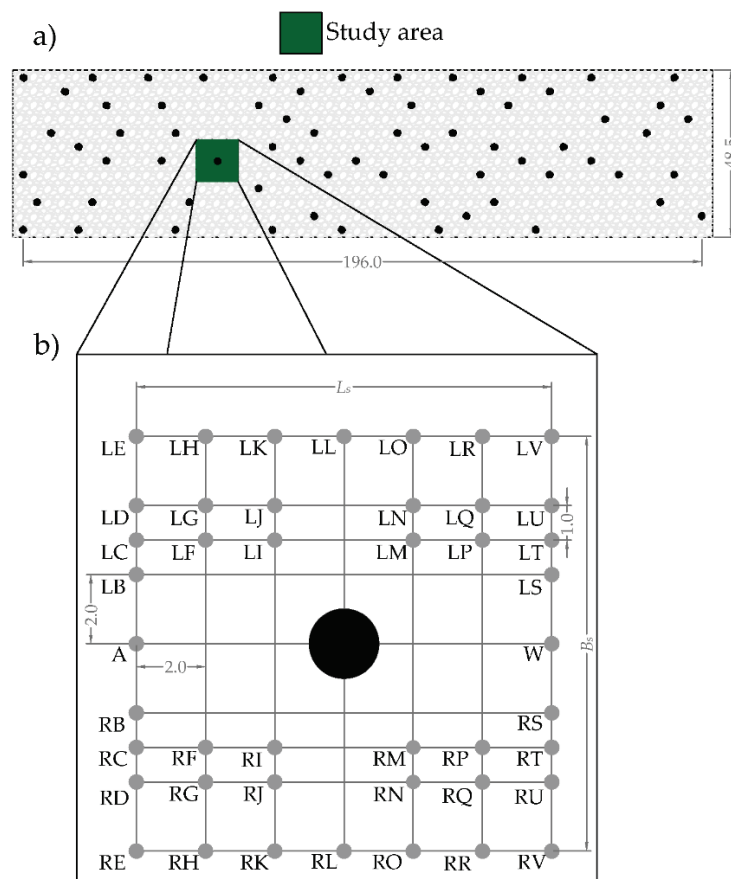 a)
Study area
48.5
196.0
b)
Ls
LE LH LK LL LO LR LV
LD LG LJ LN LQ LU
1.0
LC LF LI LM LP LT
LB LS
2.0
Bs
A W
2.0
RB RS
RC RF RI RM RP RT
RD RG RJ RN RQ RU
RE RH RK RL RO RR RV